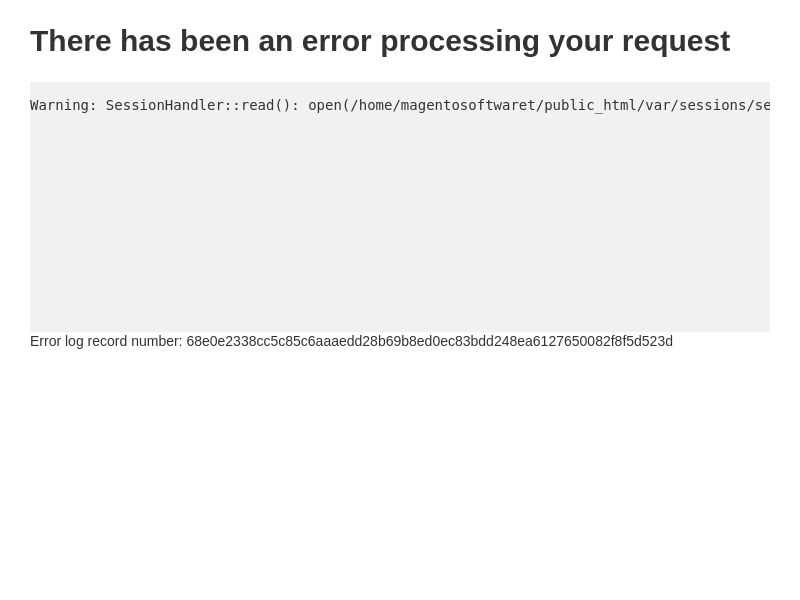 There has been an error processing your request
Warning: SessionHandler::read(): open(/home/magentosoftwaret/public_html/var/sessions/se
Error log record number: 68e0e2338cc5c85c6aaaedd28b69b8ed0ec83bdd248ea6127650082f8f5d523d